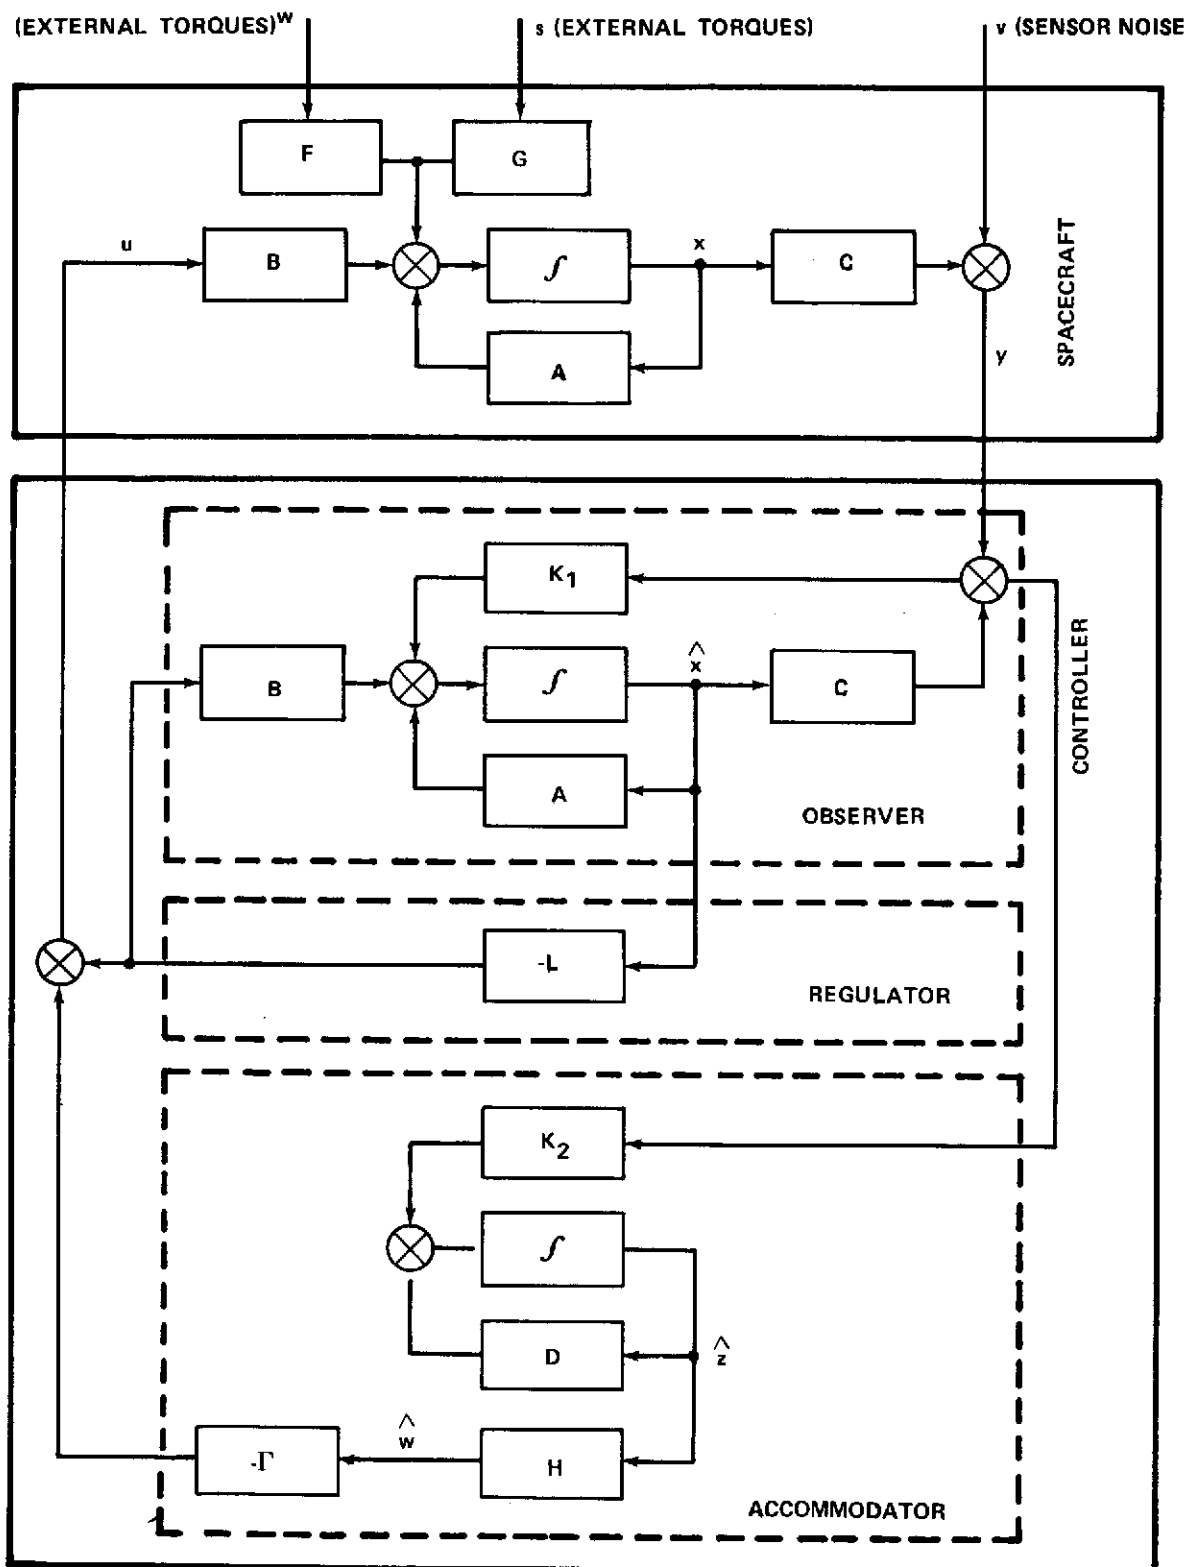 (EXTERNAL TORQUES)w
s (EXTERNAL TORQUES)
v (SENSOR NOISE
F
G
u
B
∫
x
C
A
y
SPACECRAFT
K1
B
∫
x̂
C
A
OBSERVER
CONTROLLER
-L
REGULATOR
K2
∫
D
ẑ
-Γ
ŵ
H
ACCOMMODATOR